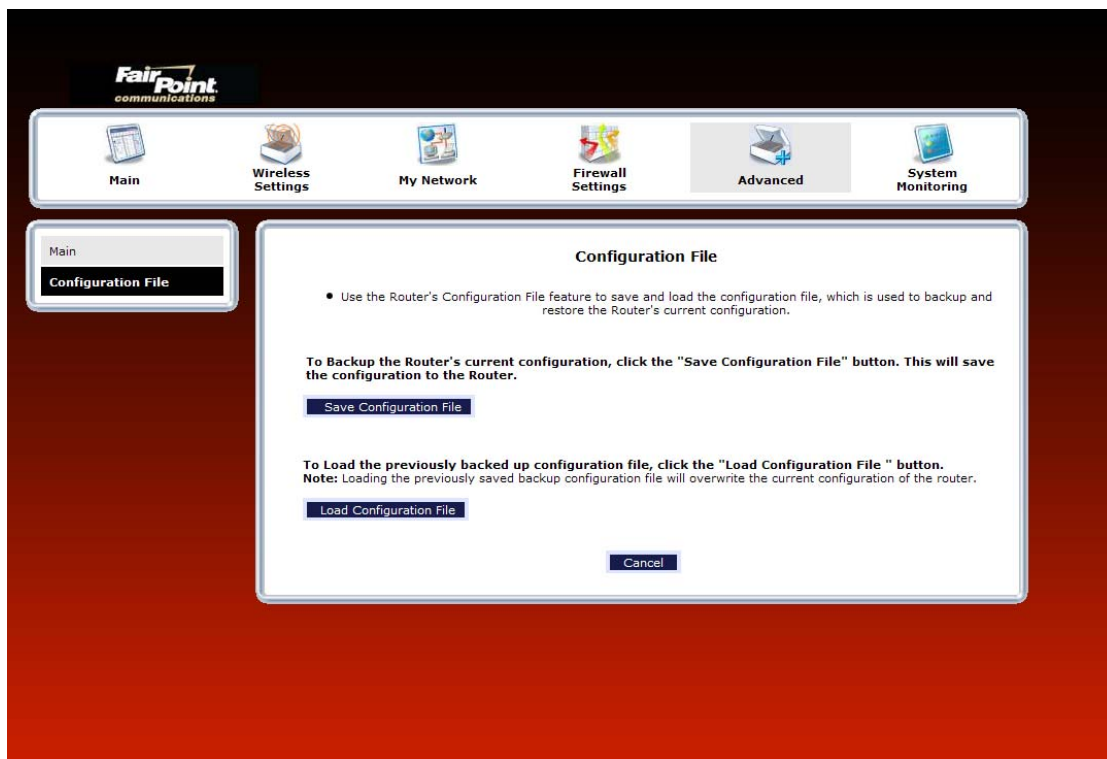 FairPoint.
communications
Main
Wireless
Settings
My Network
Firewall
Settings
Advanced
System
Monitoring
Main
Configuration File
Configuration File
• Use the Router's Configuration File feature to save and load the configuration file, which is used to backup and
restore the Router's current configuration.
To Backup the Router's current configuration, click the "Save Configuration File" button. This will save
the configuration to the Router.
Save Configuration File
To Load the previously backed up configuration file, click the "Load Configuration File " button.
Note: Loading the previously saved backup configuration file will overwrite the current configuration of the router.
Load Configuration File
Cancel